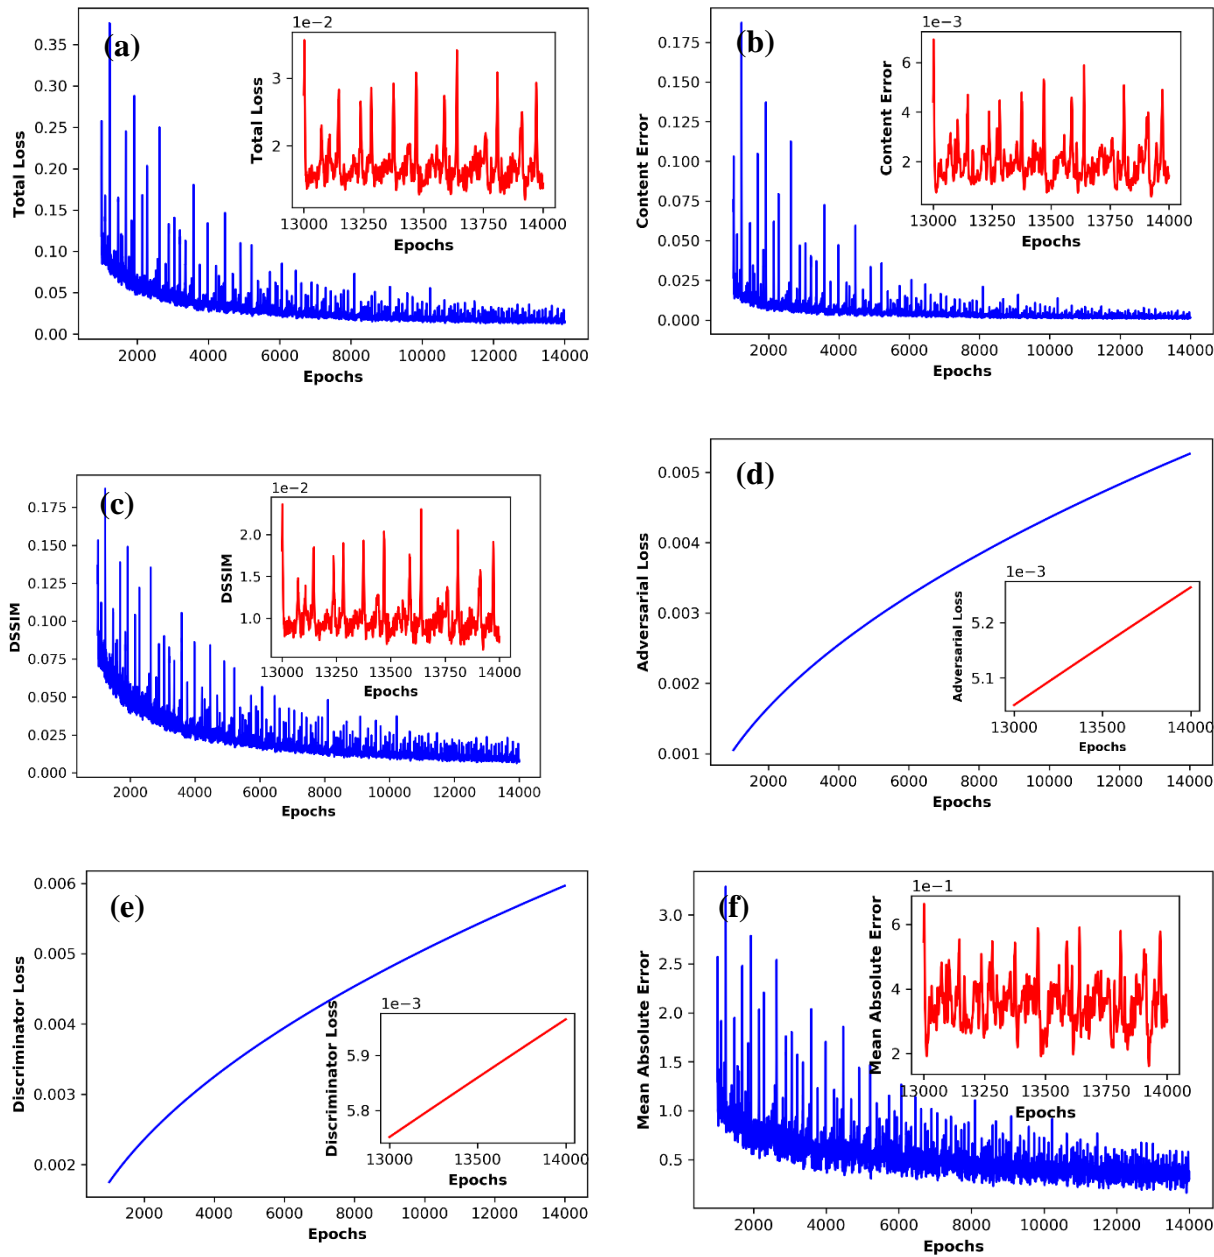 (a)
1e−2
Total Loss
0.35
0.30
0.25
0.20
0.15
0.10
0.05
0.00
2000 4000 6000 8000 10000 12000 14000
Epochs
Total Loss
3
2
13000 13250 13500 13750 14000
Epochs
(b)
1e−3
Content Error
0.175
0.150
0.125
0.100
0.075
0.050
0.025
0.000
2000 4000 6000 8000 10000 12000 14000
Epochs
Content Error
6
4
2
13000 13250 13500 13750 14000
Epochs
(c)
1e−2
DSSIM
0.175
0.150
0.125
0.100
0.075
0.050
0.025
0.000
2000 4000 6000 8000 10000 12000 14000
Epochs
DSSIM
2.0
1.5
1.0
13000 13250 13500 13750 14000
Epochs
(d)
Adversarial Loss
0.005
0.004
0.003
0.002
0.001
2000 4000 6000 8000 10000 12000 14000
Epochs
1e−3
Adversarial Loss
5.2
5.1
13000 13500 14000
Epochs
(e)
Discriminator Loss
0.006
0.005
0.004
0.003
0.002
2000 4000 6000 8000 10000 12000 14000
Epochs
1e−3
Discriminator Loss
5.9
5.8
13000 13500 14000
Epochs
(f)
1e−1
Mean Absolute Error
3.0
2.5
2.0
1.5
1.0
0.5
2000 4000 6000 8000 10000 12000 14000
Epochs
Mean Absolute Error
6
4
2
13000 13250 13500 13750 14000
Epochs